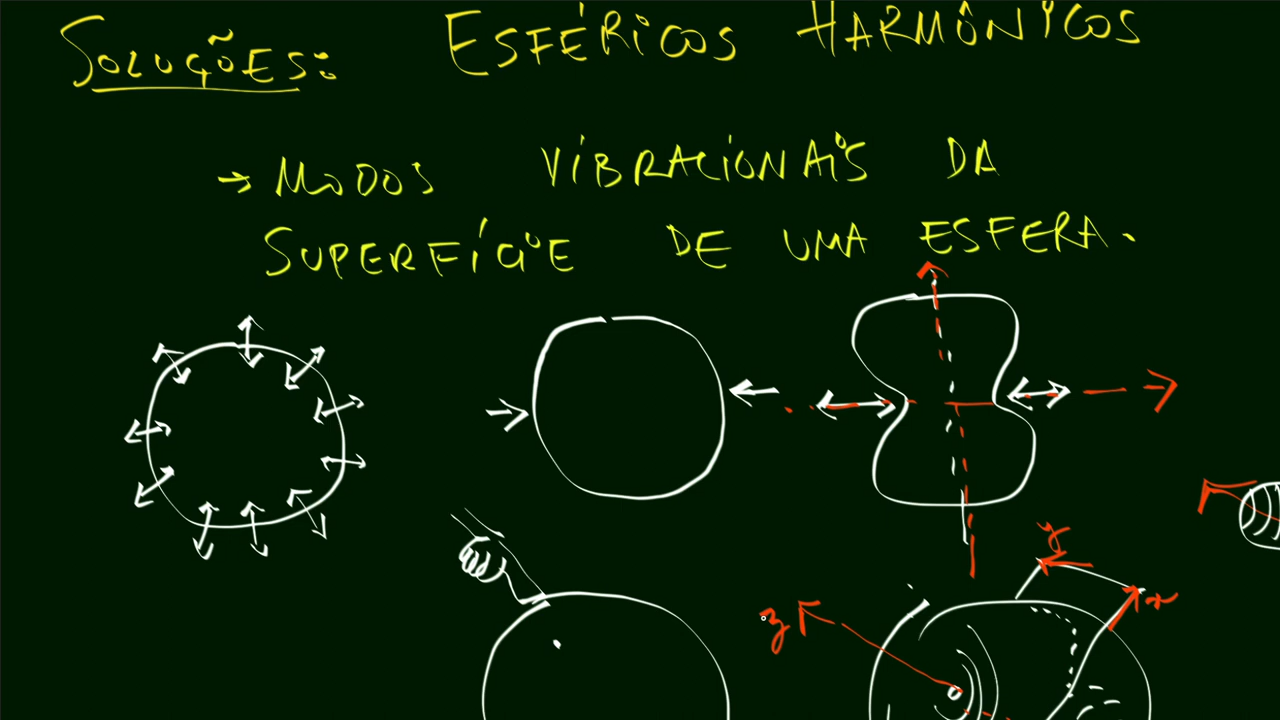 SOLUÇÕES: ESFÉRICOS HARMÔNICOS
→ MODOS VIBRACIONAIS DA
SUPERFÍCIE DE UMA ESFERA.
y
z
x